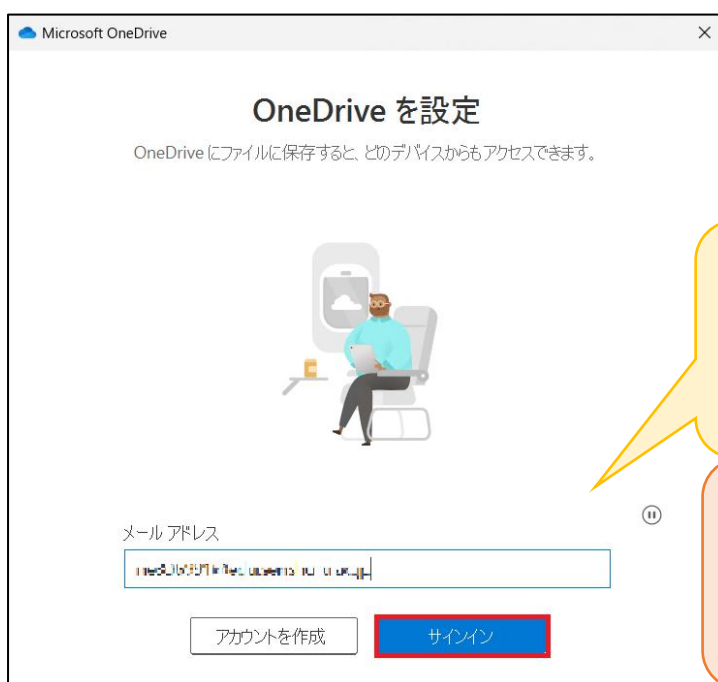 Microsoft OneDrive
OneDrive を設定
OneDrive にファイルに保存すると、どのデバイスからもアクセスできます。
メール アドレス
アカウントを作成
サインイン